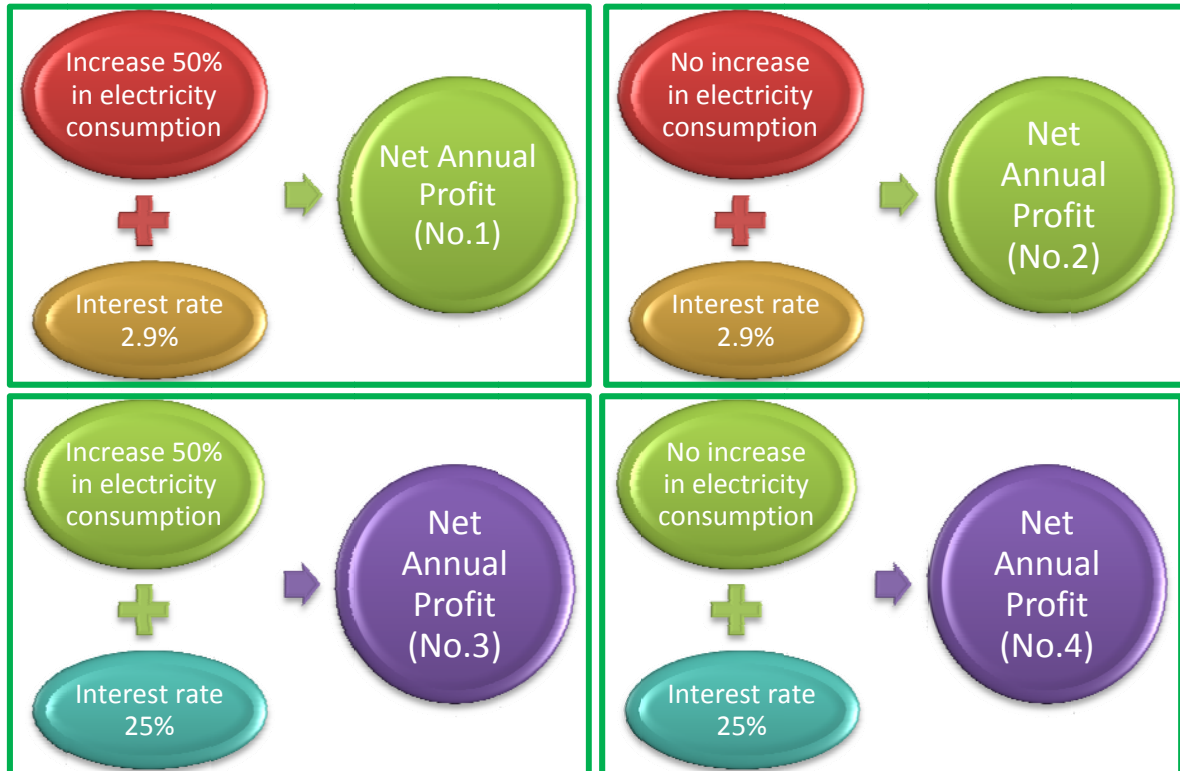 Increase 50%
in electricity
consumption
Interest rate
2.9%
Net Annual
Profit
(No.1)
No increase
in electricity
consumption
Interest rate
2.9%
Net
Annual
Profit
(No.2)
Increase 50%
in electricity
consumption
Interest rate
25%
Net
Annual
Profit
(No.3)
No increase
in electricity
consumption
Interest rate
25%
Net
Annual
Profit
(No.4)